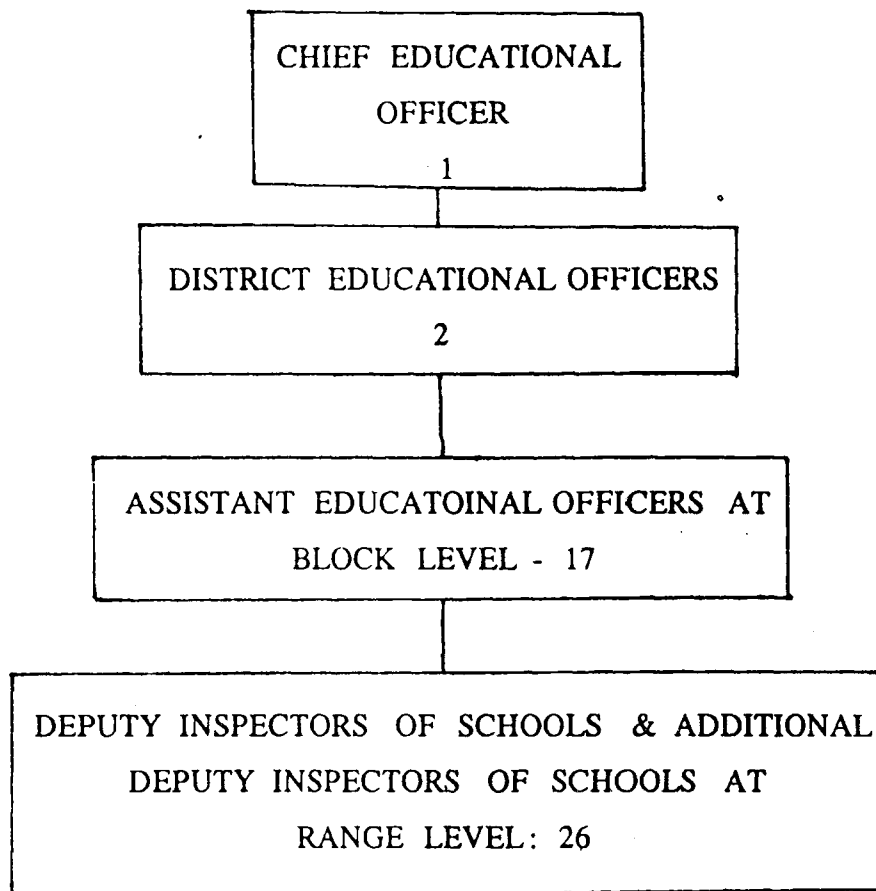 CHIEF EDUCATIONAL
OFFICER
1
DISTRICT EDUCATIONAL OFFICERS
2
ASSISTANT EDUCATOINAL OFFICERS AT
BLOCK LEVEL - 17
DEPUTY INSPECTORS OF SCHOOLS & ADDITIONAL
DEPUTY INSPECTORS OF SCHOOLS AT
RANGE LEVEL: 26